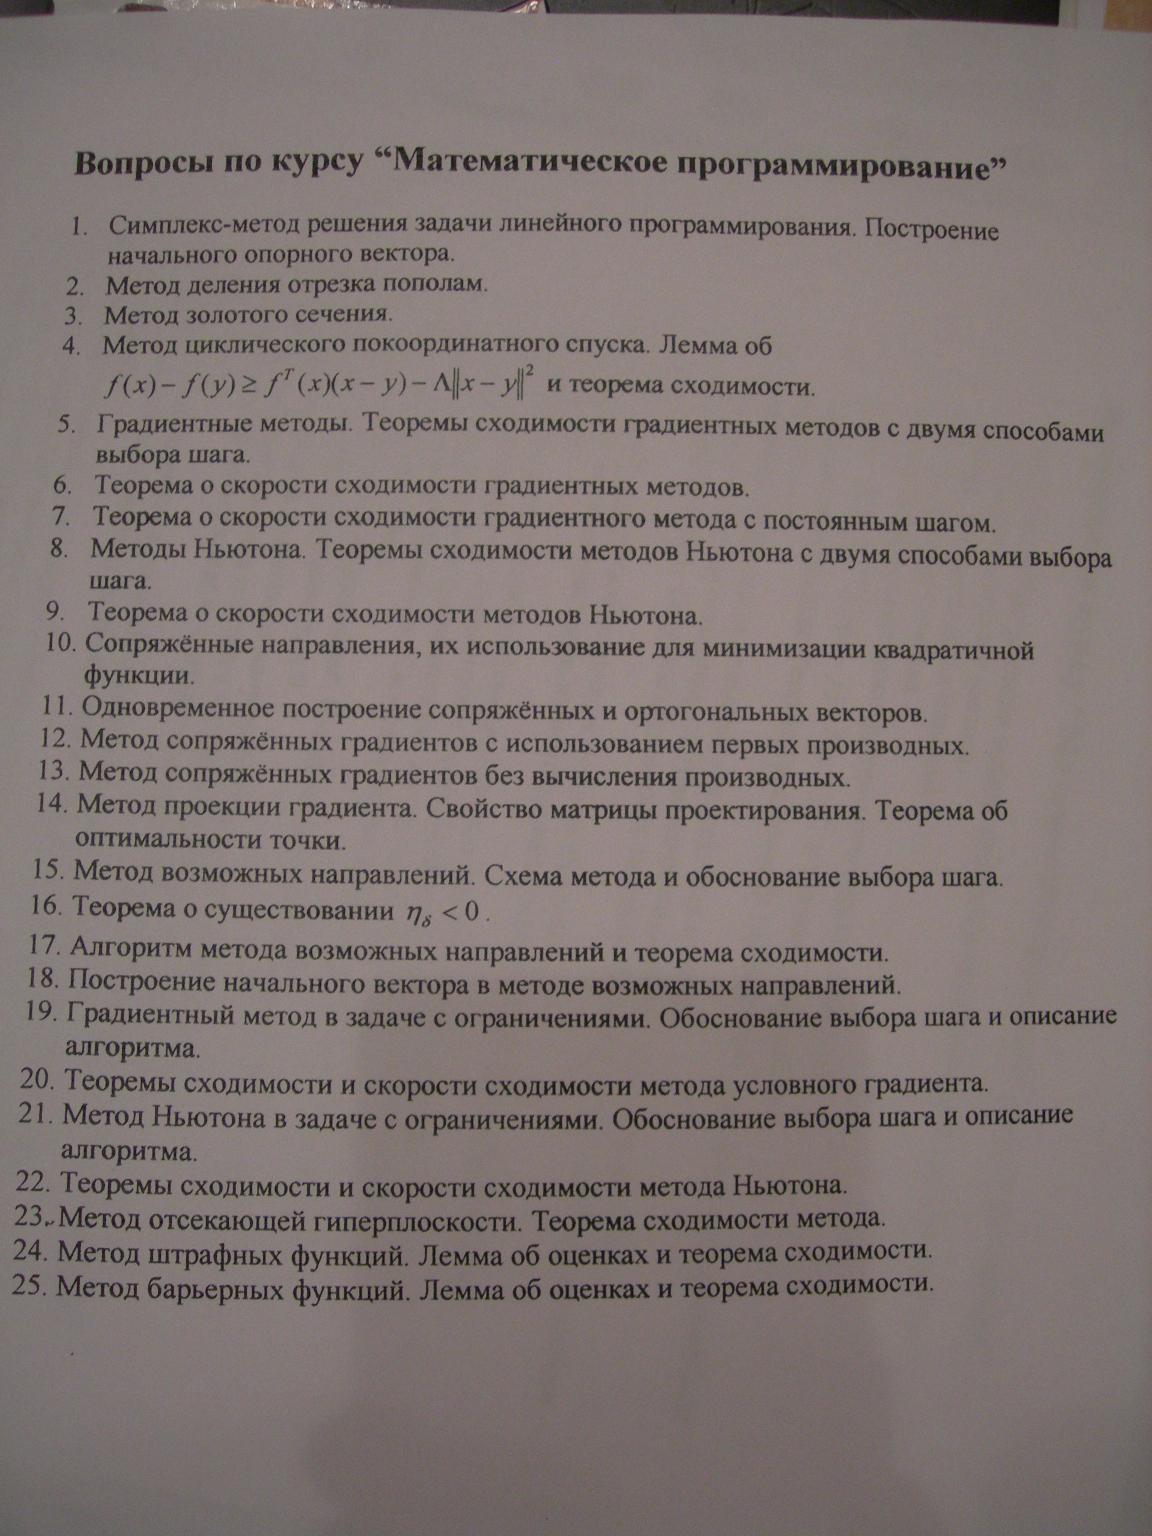 Вопросы по курсу “Математическое программирование”
1. Симплекс-метод решения задачи линейного программирования. Построение
начального опорного вектора.
2. Метод деления отрезка пополам.
3. Метод золотого сечения.
4. Метод циклического покоординатного спуска. Лемма об
f(x) − f(y) ≥ f^T(x)(x − y) − Λ‖x − y‖² и теорема сходимости.
5. Градиентные методы. Теоремы сходимости градиентных методов с двумя способами
выбора шага.
6. Теорема о скорости сходимости градиентных методов.
7. Теорема о скорости сходимости градиентного метода с постоянным шагом.
8. Методы Ньютона. Теоремы сходимости методов Ньютона с двумя способами выбора
шага.
9. Теорема о скорости сходимости методов Ньютона.
10. Сопряжённые направления, их использование для минимизации квадратичной
функции.
11. Одновременное построение сопряжённых и ортогональных векторов.
12. Метод сопряжённых градиентов с использованием первых производных.
13. Метод сопряжённых градиентов без вычисления производных.
14. Метод проекции градиента. Свойство матрицы проектирования. Теорема об
оптимальности точки.
15. Метод возможных направлений. Схема метода и обоснование выбора шага.
16. Теорема о существовании η_δ < 0.
17. Алгоритм метода возможных направлений и теорема сходимости.
18. Построение начального вектора в методе возможных направлений.
19. Градиентный метод в задаче с ограничениями. Обоснование выбора шага и описание
алгоритма.
20. Теоремы сходимости и скорости сходимости метода условного градиента.
21. Метод Ньютона в задаче с ограничениями. Обоснование выбора шага и описание
алгоритма.
22. Теоремы сходимости и скорости сходимости метода Ньютона.
23. Метод отсекающей гиперплоскости. Теорема сходимости метода.
24. Метод штрафных функций. Лемма об оценках и теорема сходимости.
25. Метод барьерных функций. Лемма об оценках и теорема сходимости.